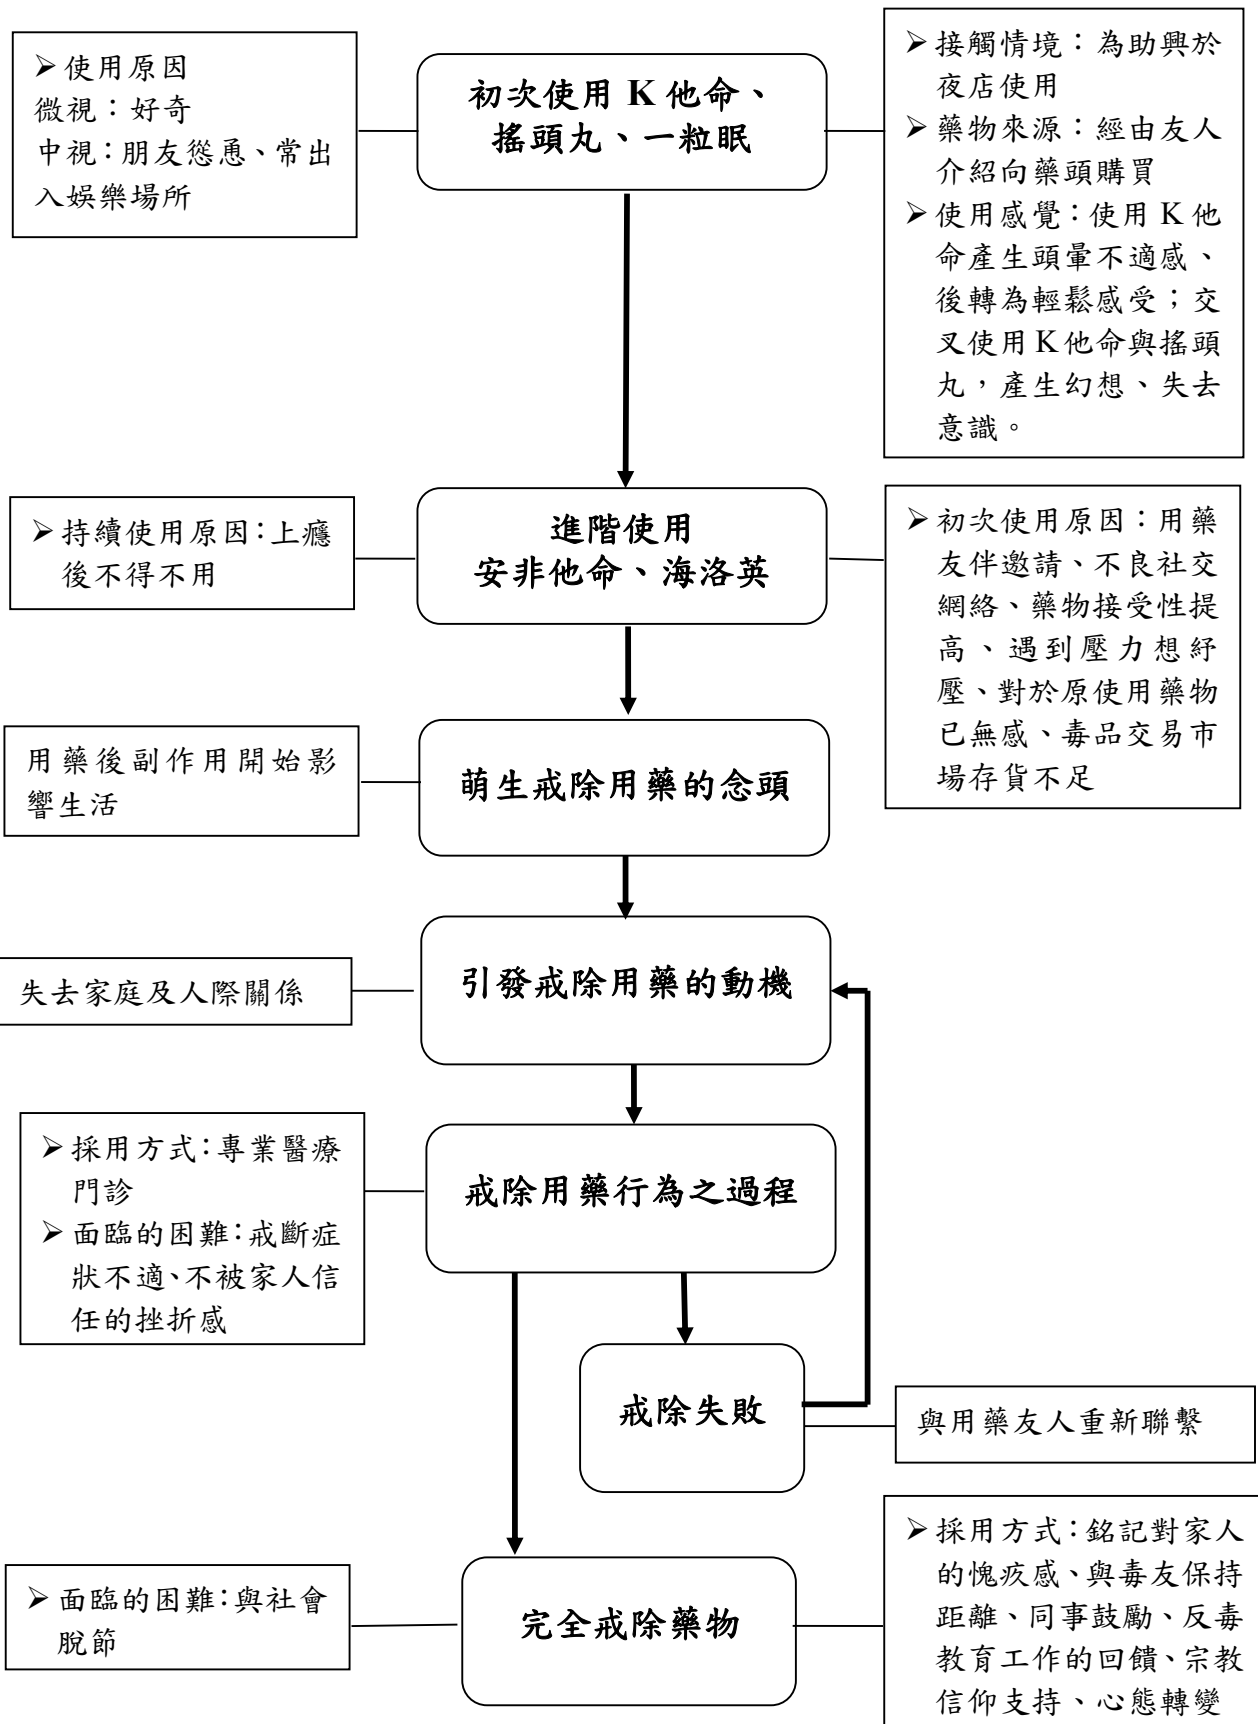 ➢使用原因
微視：好奇
中視：朋友慫恿、常出
入娛樂場所
初次使用 K 他命、
搖頭丸、一粒眠
➢接觸情境：為助興於
夜店使用
➢藥物來源：經由友人
介紹向藥頭購買
➢使用感覺：使用 K 他
命產生頭暈不適感、
後轉為輕鬆感受；交
叉使用 K 他命與搖頭
丸，產生幻想、失去
意識。
➢持續使用原因：上癮
後不得不用
進階使用
安非他命、海洛英
➢初次使用原因：用藥
友伴邀請、不良社交
網絡、藥物接受性提
高、遇到壓力想紓
壓、對於原使用藥物
已無感、毒品交易市
場存貨不足
用藥後副作用開始影
響生活
萌生戒除用藥的念頭
失去家庭及人際關係
引發戒除用藥的動機
➢採用方式：專業醫療
門診
➢面臨的困難：戒斷症
狀不適、不被家人信
任的挫折感
戒除用藥行為之過程
戒除失敗
與用藥友人重新聯繫
➢面臨的困難：與社會
脫節
完全戒除藥物
➢採用方式：銘記對家人
的愧疚感、與毒友保持
距離、同事鼓勵、反毒
教育工作的回饋、宗教
信仰支持、心態轉變